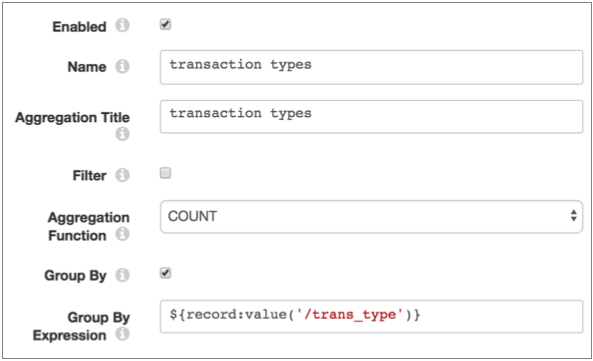 Enabled
Name
transaction types
Aggregation Title
transaction types
Filter
Aggregation
Function
COUNT
Group By
Group By
Expression
${record:value('/trans_type')}